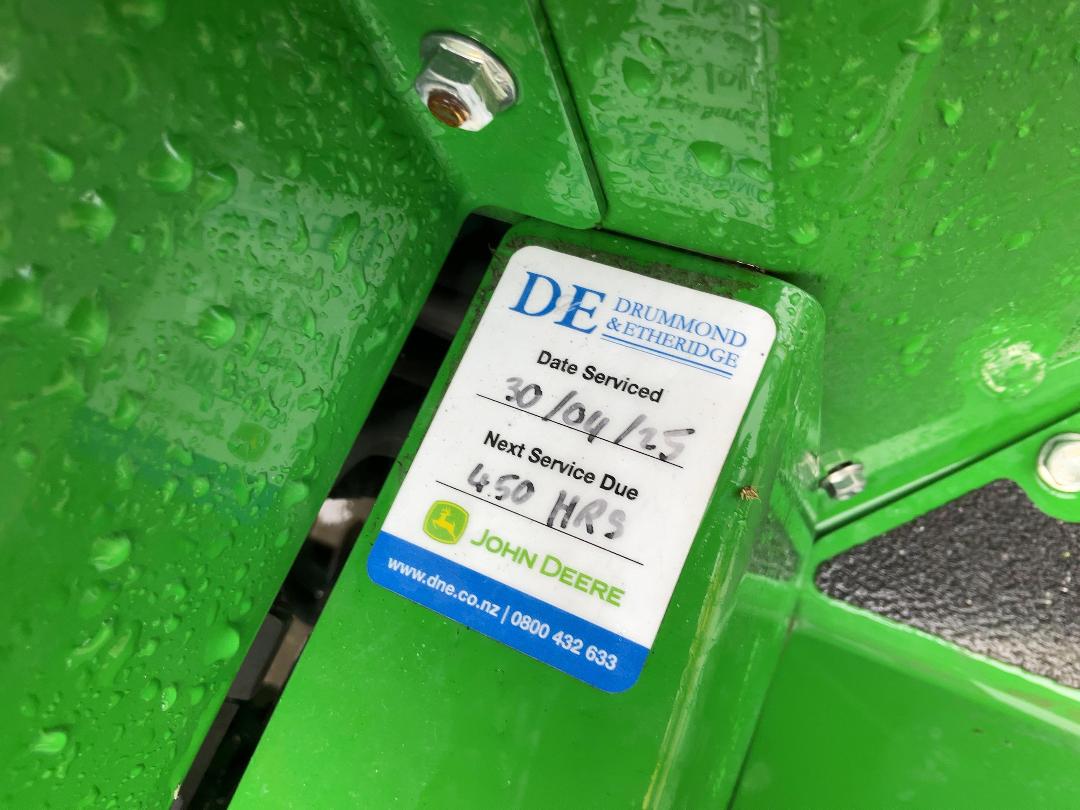 D&E DRUMMOND
& ETHERIDGE
Date Serviced
30/04/25
Next Service Due
450 HRS
JOHN DEERE
www.dne.co.nz | 0800 432 633